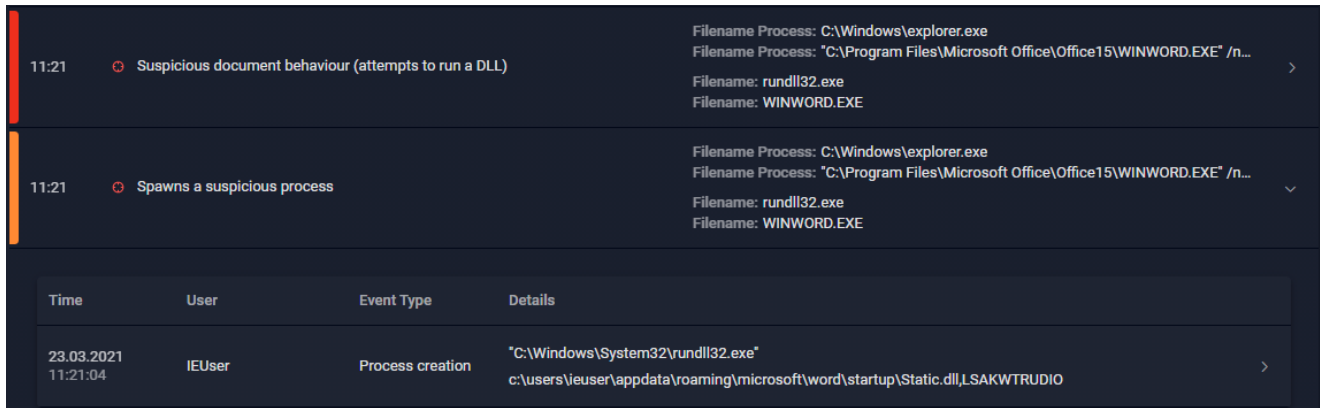 11:21
Suspicious document behaviour (attempts to run a DLL)
Filename Process: C:\Windows\explorer.exe
Filename Process: "C:\Program Files\Microsoft Office\Office15\WINWORD.EXE" /n...
Filename: rundll32.exe
Filename: WINWORD.EXE
11:21
Spawns a suspicious process
Filename Process: C:\Windows\explorer.exe
Filename Process: "C:\Program Files\Microsoft Office\Office15\WINWORD.EXE" /n...
Filename: rundll32.exe
Filename: WINWORD.EXE
Time User Event Type Details
23.03.2021
11:21:04
IEUser
Process creation
"C:\Windows\System32\rundll32.exe"
c:\users\ieuser\appdata\roaming\microsoft\word\startup\Static.dll,LSAKWTRUDIO